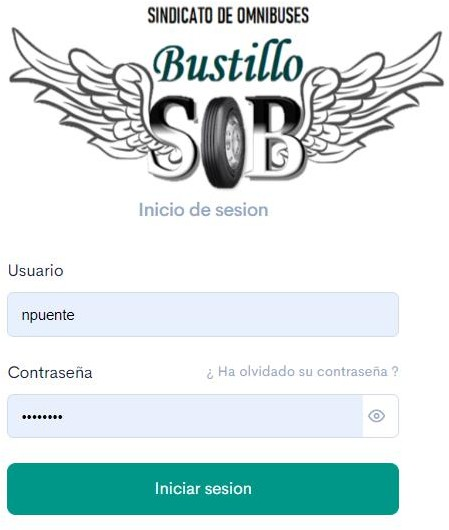 SINDICATO DE OMNIBUSES
Bustillo
SOB
Inicio de sesion
Usuario
npuente
Contraseña
¿ Ha olvidado su contraseña ?
••••••••
Iniciar sesion